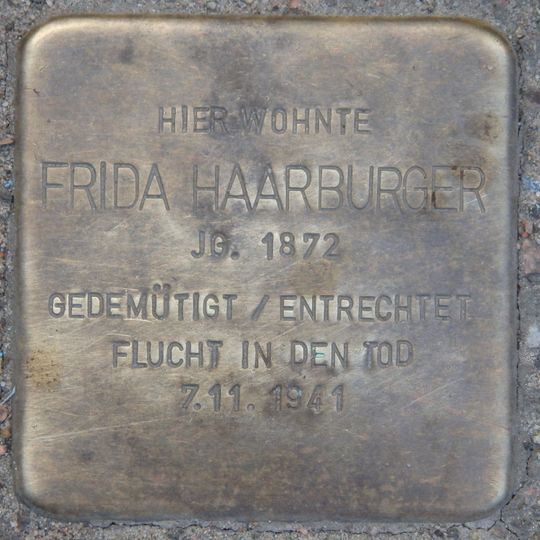 HIER WOHNTE
FRIDA HAARBURGER
JG. 1872
GEDEMÜTIGT / ENTRECHTET
FLUCHT IN DEN TOD
7.11. 1941